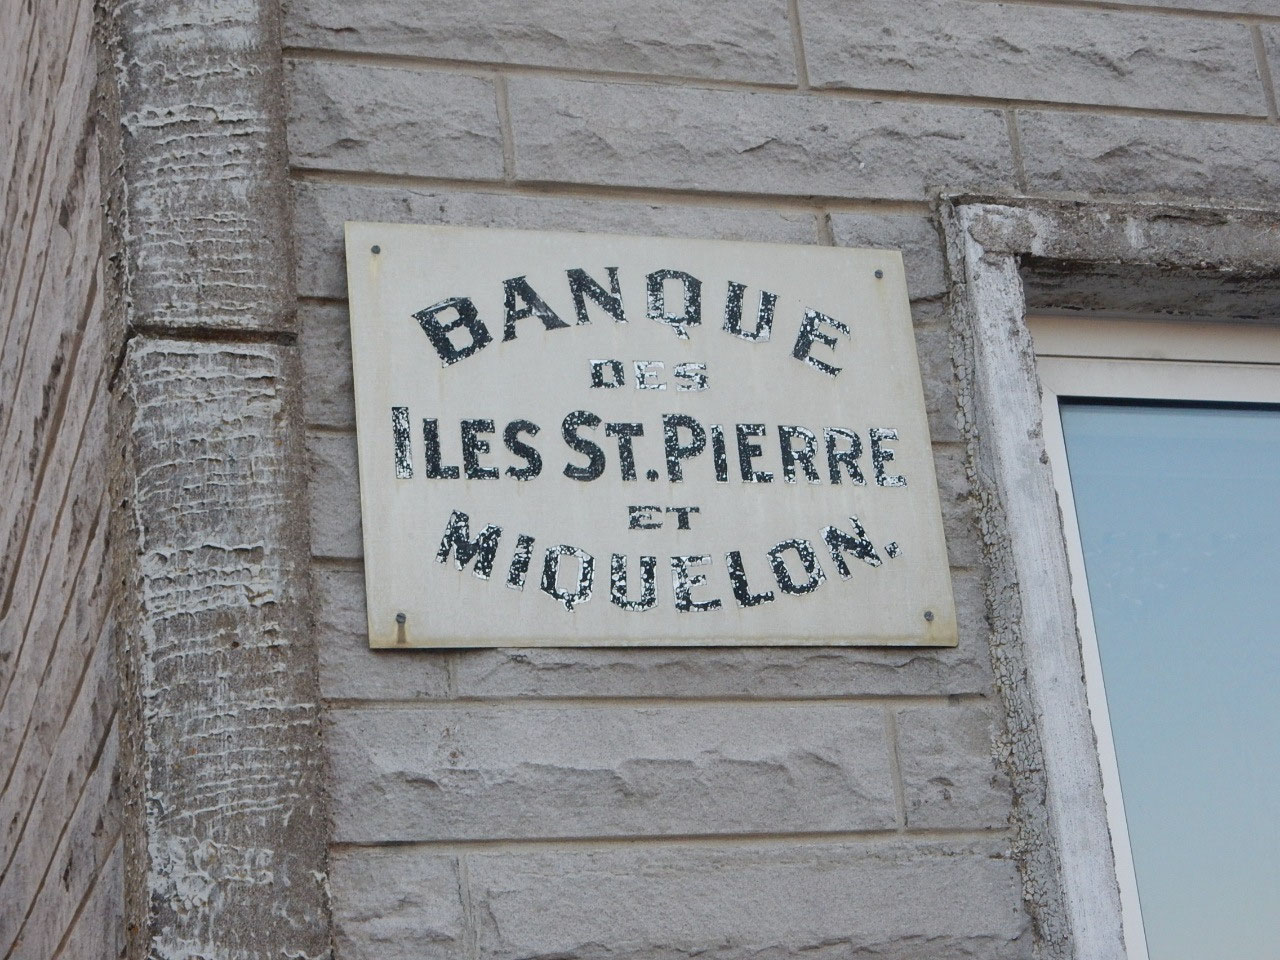 BANQUE
DES
ILES ST. PIERRE
ET
MIQUELON.